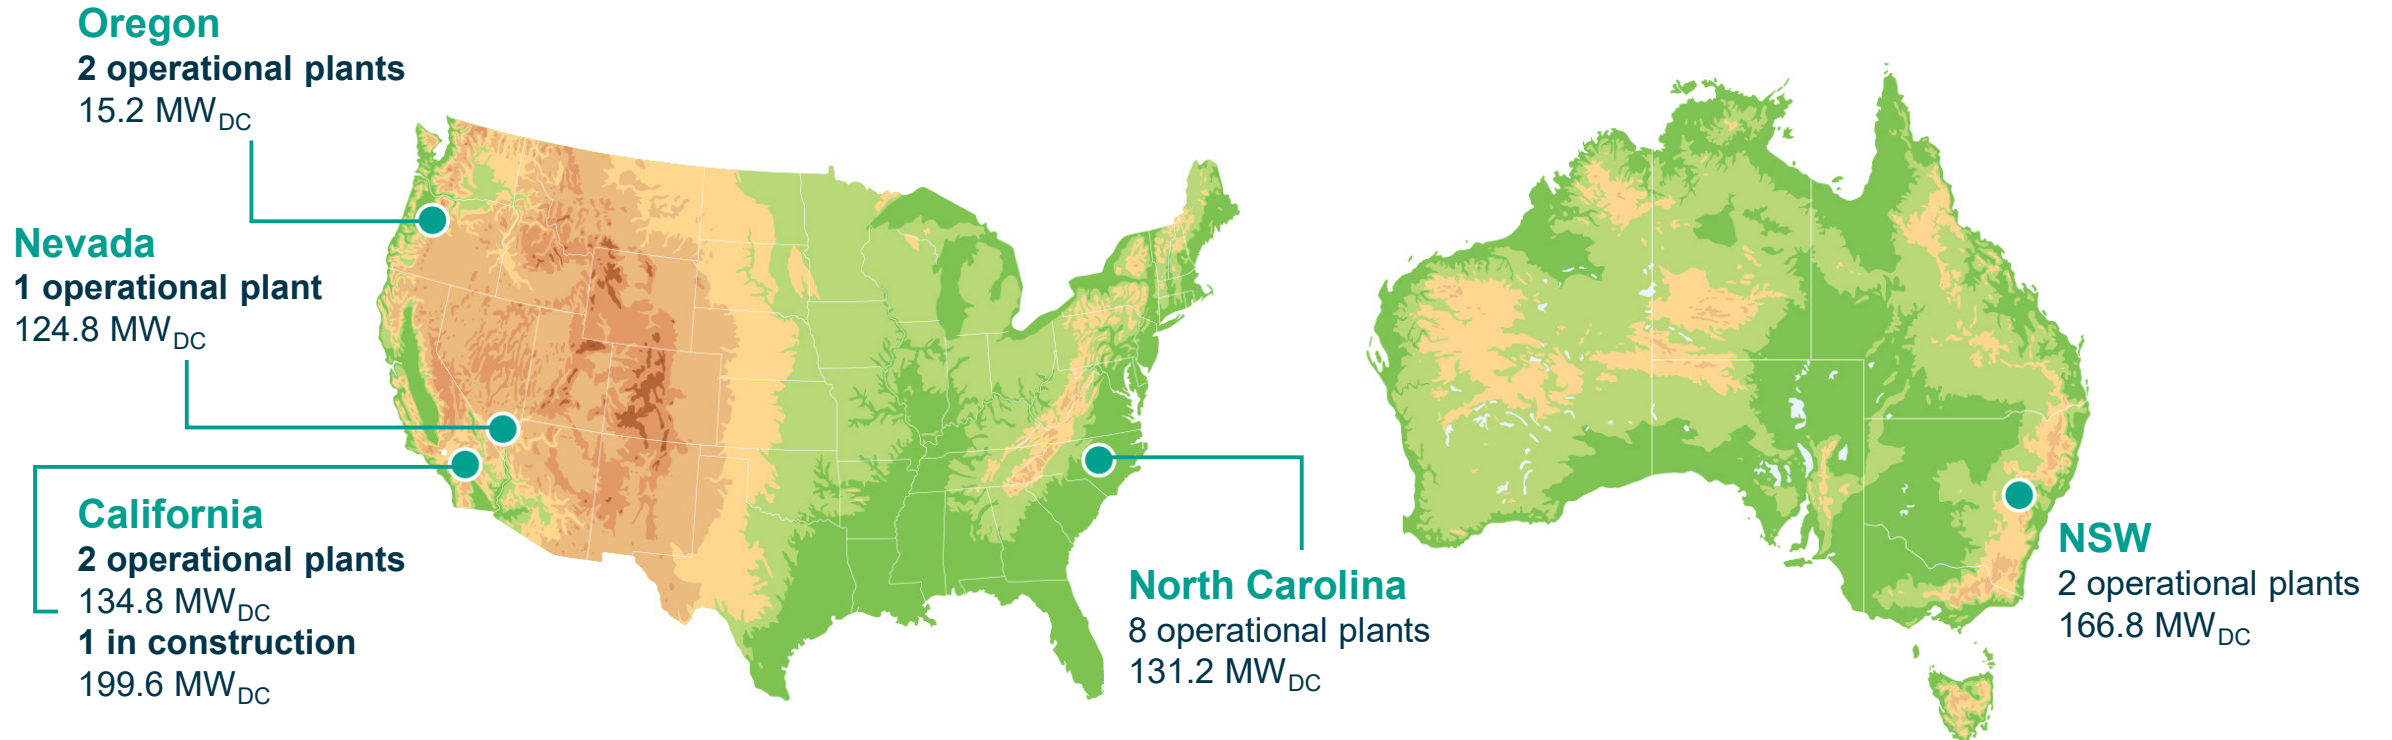 Oregon
2 operational plants
15.2 MWDC
Nevada
1 operational plant
124.8 MWDC
California
2 operational plants
134.8 MWDC
1 in construction
199.6 MWDC
North Carolina
8 operational plants
131.2 MWDC
NSW
2 operational plants
166.8 MWDC